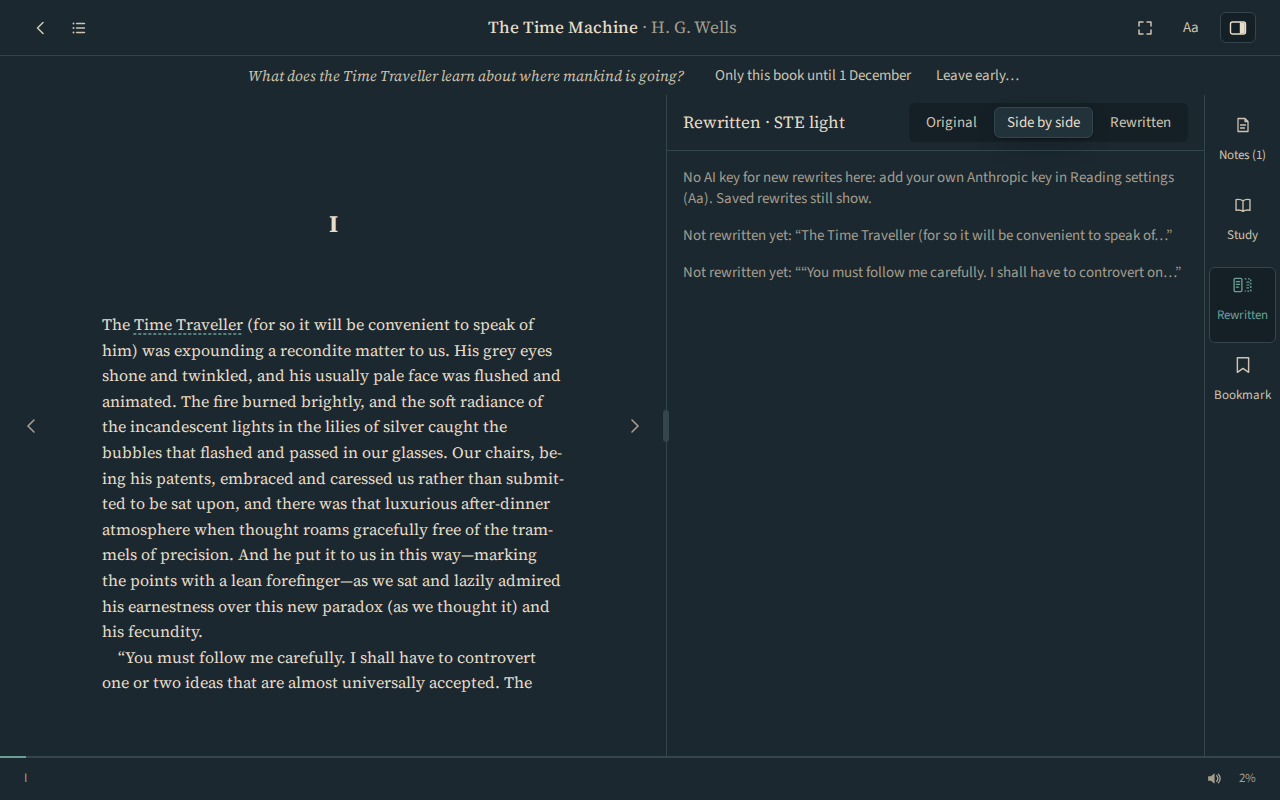 The Time Machine · H. G. Wells
Aa
What does the Time Traveller learn about where mankind is going?
Only this book until 1 December
Leave early…
I
The Time Traveller (for so it will be convenient to speak of
him) was expounding a recondite matter to us. His grey eyes
shone and twinkled, and his usually pale face was flushed and
animated. The fire burned brightly, and the soft radiance of
the incandescent lights in the lilies of silver caught the
bubbles that flashed and passed in our glasses. Our chairs, be-
ing his patents, embraced and caressed us rather than submit-
ted to be sat upon, and there was that luxurious after-dinner
atmosphere when thought roams gracefully free of the tram-
mels of precision. And he put it to us in this way—marking
the points with a lean forefinger—as we sat and lazily admired
his earnestness over this new paradox (as we thought it) and
his fecundity.
“You must follow me carefully. I shall have to controvert
one or two ideas that are almost universally accepted. The
Rewritten · STE light
Original
Side by side
Rewritten
No AI key for new rewrites here: add your own Anthropic key in Reading settings
(Aa). Saved rewrites still show.
Not rewritten yet: “The Time Traveller (for so it will be convenient to speak of…”
Not rewritten yet: ““You must follow me carefully. I shall have to controvert on…”
Notes (1)
Study
Rewritten
Bookmark
I
2%